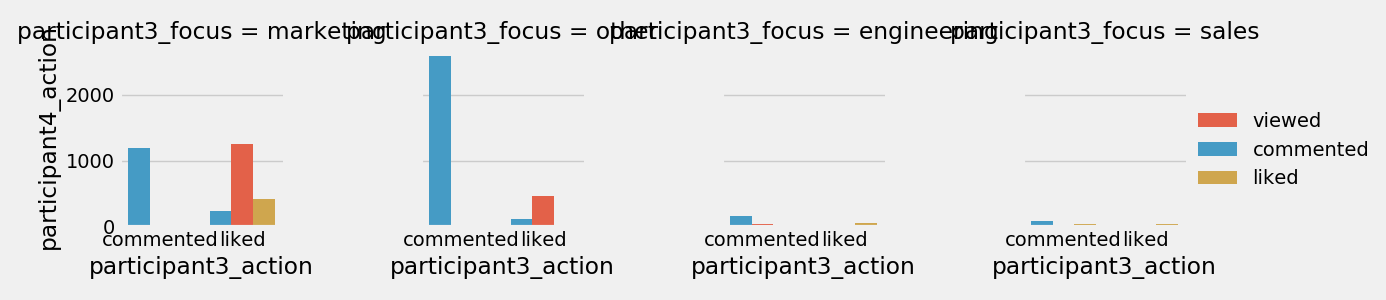 participant3_focus = marketing
participant3_focus = other
participant3_focus = engineering
participant3_focus = sales
participant4_action
2000
1000
0
commented liked
commented liked
commented liked
commented liked
participant3_action
participant3_action
participant3_action
participant3_action
viewed
commented
liked